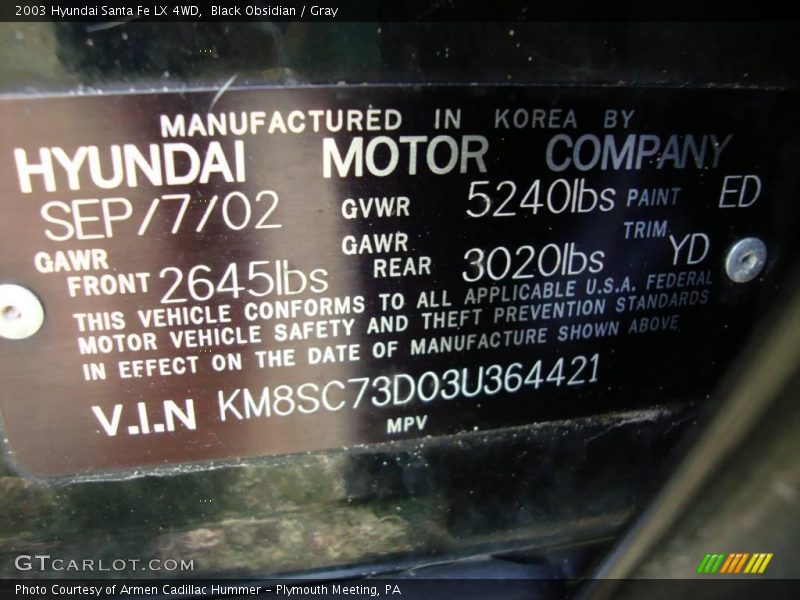 2003 Hyundai Santa Fe LX 4WD, Black Obsidian / Gray
MANUFACTURED IN KOREA BY
HYUNDAI MOTOR COMPANY
SEP/7/02 GVWR 5240lbs PAINT ED
GAWR FRONT 2645lbs GAWR REAR 3020lbs TRIM YD
THIS VEHICLE CONFORMS TO ALL APPLICABLE U.S.A. FEDERAL
MOTOR VEHICLE SAFETY AND THEFT PREVENTION STANDARDS
IN EFFECT ON THE DATE OF MANUFACTURE SHOWN ABOVE
V.I.N KM8SC73D03U364421
MPV
GTCARLOT.COM
Photo Courtesy of Armen Cadillac Hummer - Plymouth Meeting, PA